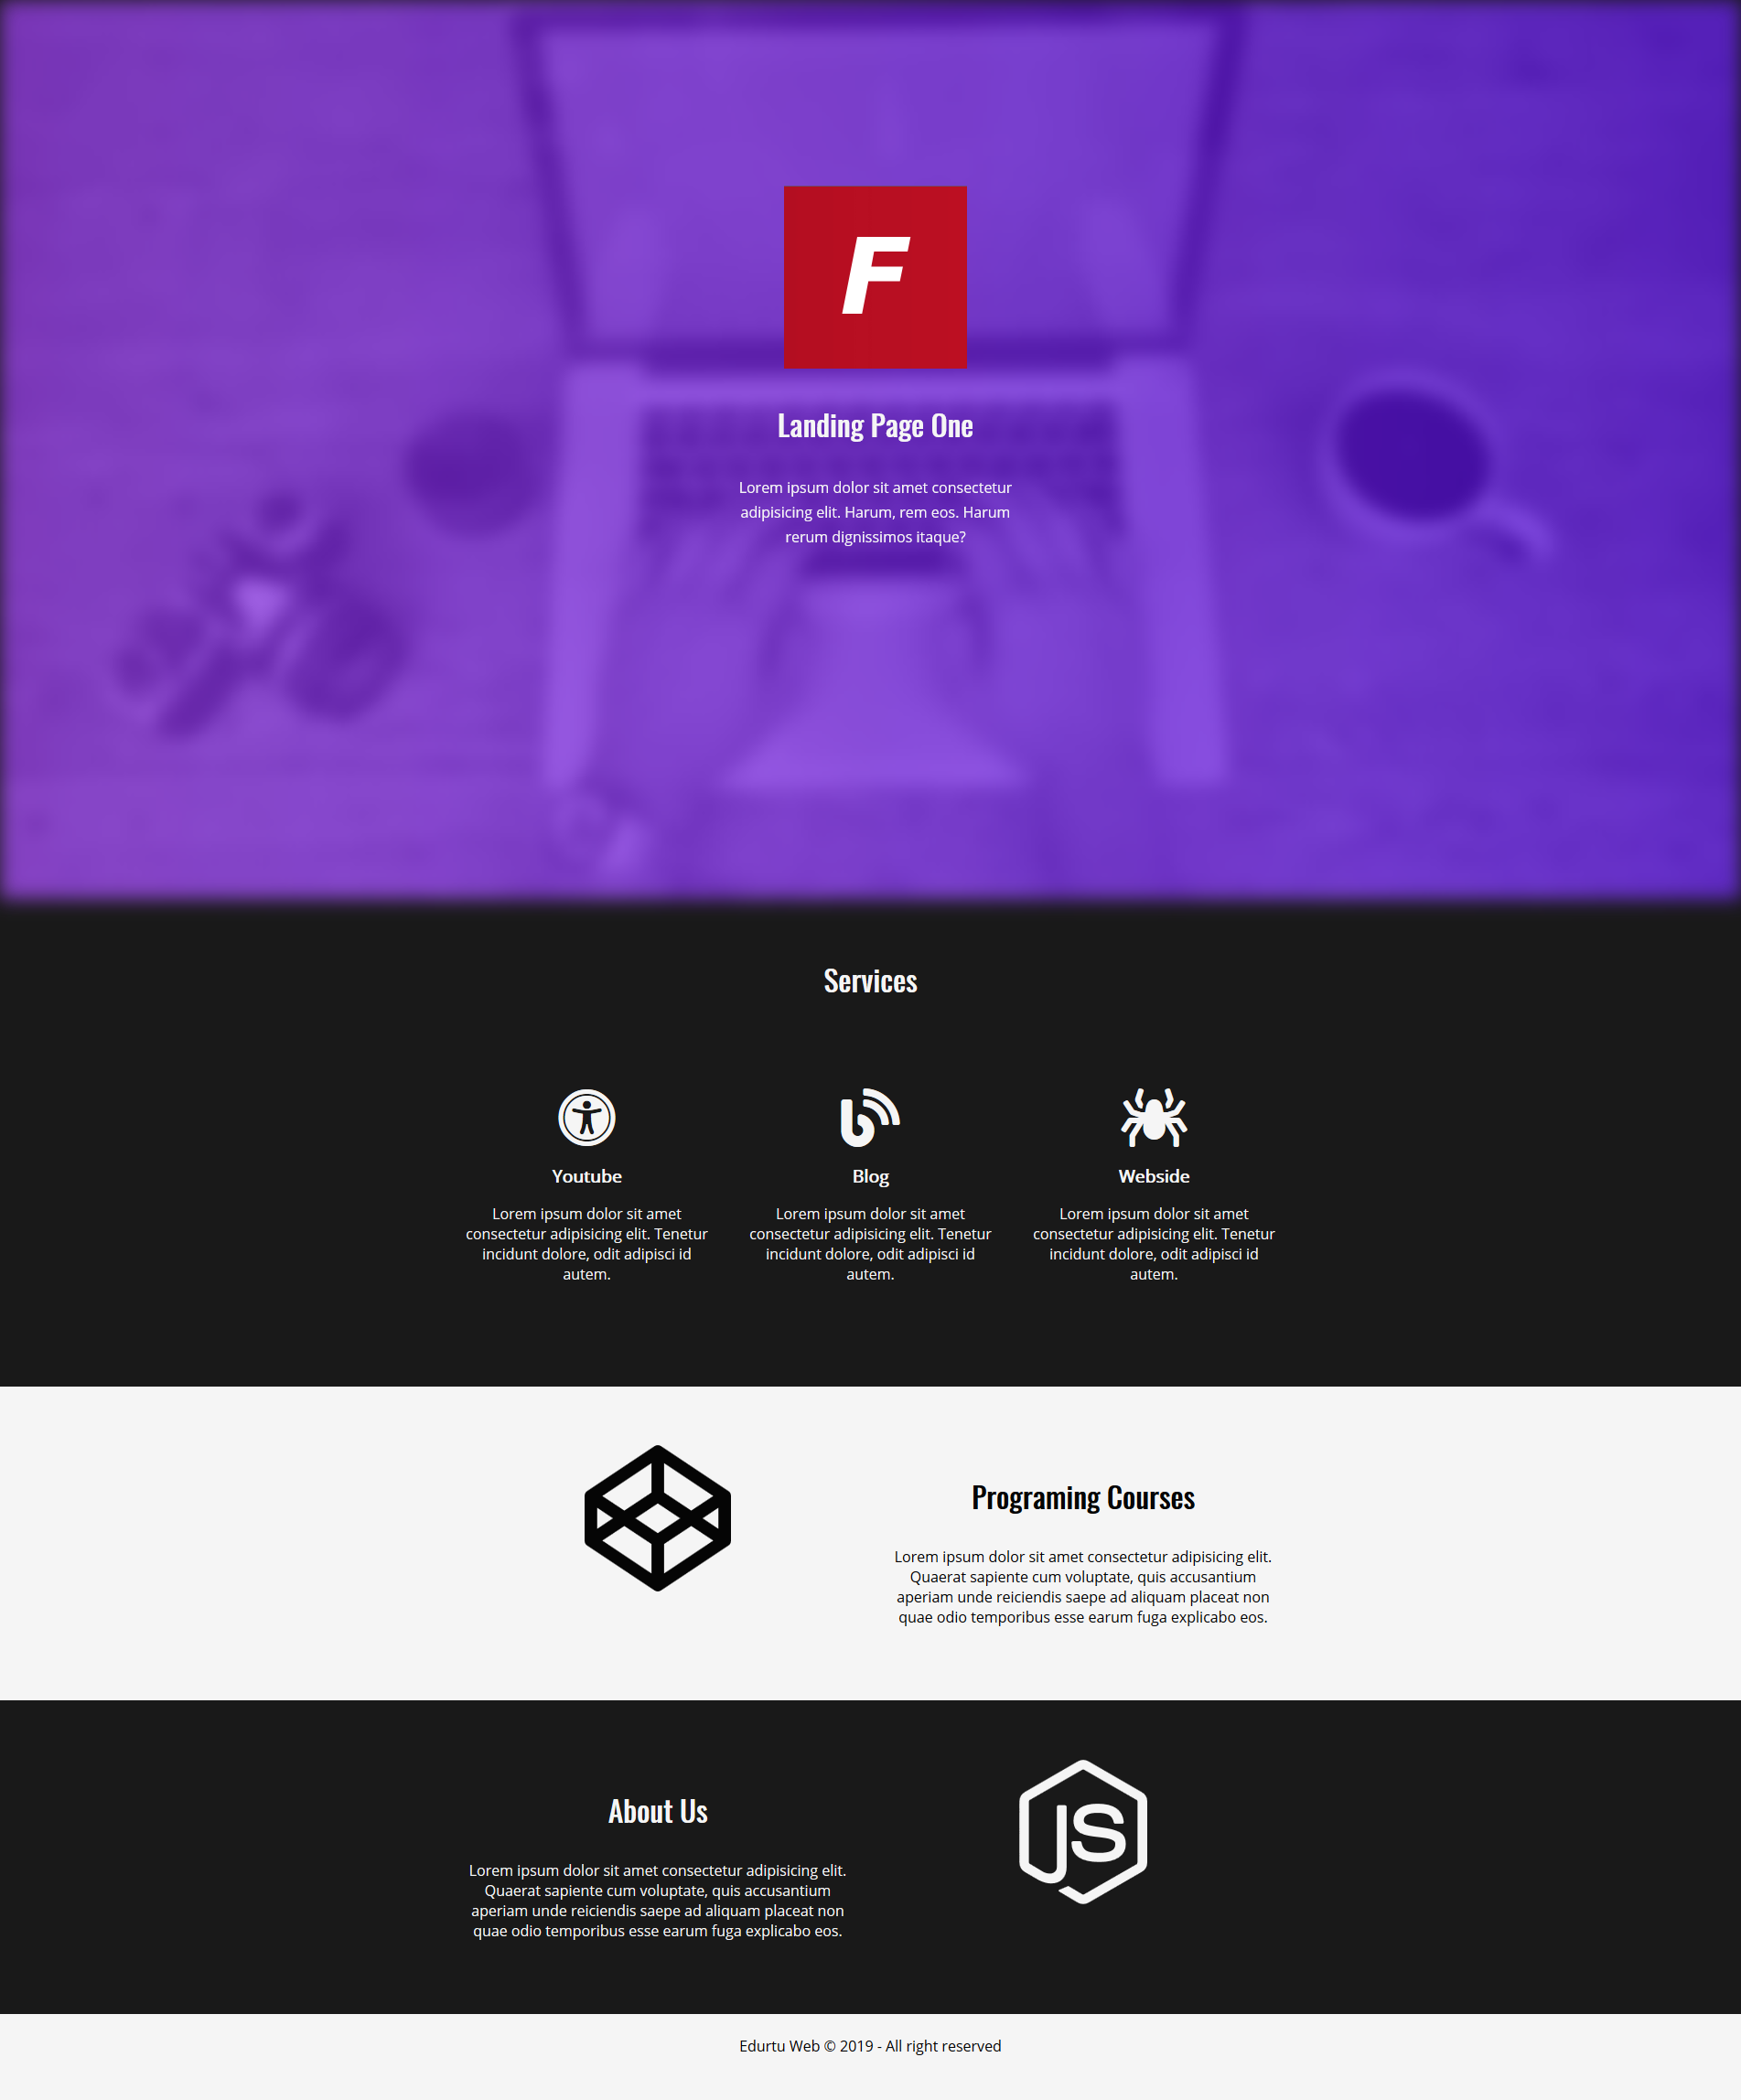 F
Landing Page One
Lorem ipsum dolor sit amet consectetur
adipisicing elit. Harum, rem eos. Harum
rerum dignissimos itaque?
Services
Youtube
Lorem ipsum dolor sit amet
consectetur adipisicing elit. Tenetur
incidunt dolore, odit adipisci id
autem.
Blog
Lorem ipsum dolor sit amet
consectetur adipisicing elit. Tenetur
incidunt dolore, odit adipisci id
autem.
Webside
Lorem ipsum dolor sit amet
consectetur adipisicing elit. Tenetur
incidunt dolore, odit adipisci id
autem.
Programing Courses
Lorem ipsum dolor sit amet consectetur adipisicing elit.
Quaerat sapiente cum voluptate, quis accusantium
aperiam unde reiciendis saepe ad aliquam placeat non
quae odio temporibus esse earum fuga explicabo eos.
About Us
Lorem ipsum dolor sit amet consectetur adipisicing elit.
Quaerat sapiente cum voluptate, quis accusantium
aperiam unde reiciendis saepe ad aliquam placeat non
quae odio temporibus esse earum fuga explicabo eos.
JS
Edurtu Web © 2019 - All right reserved